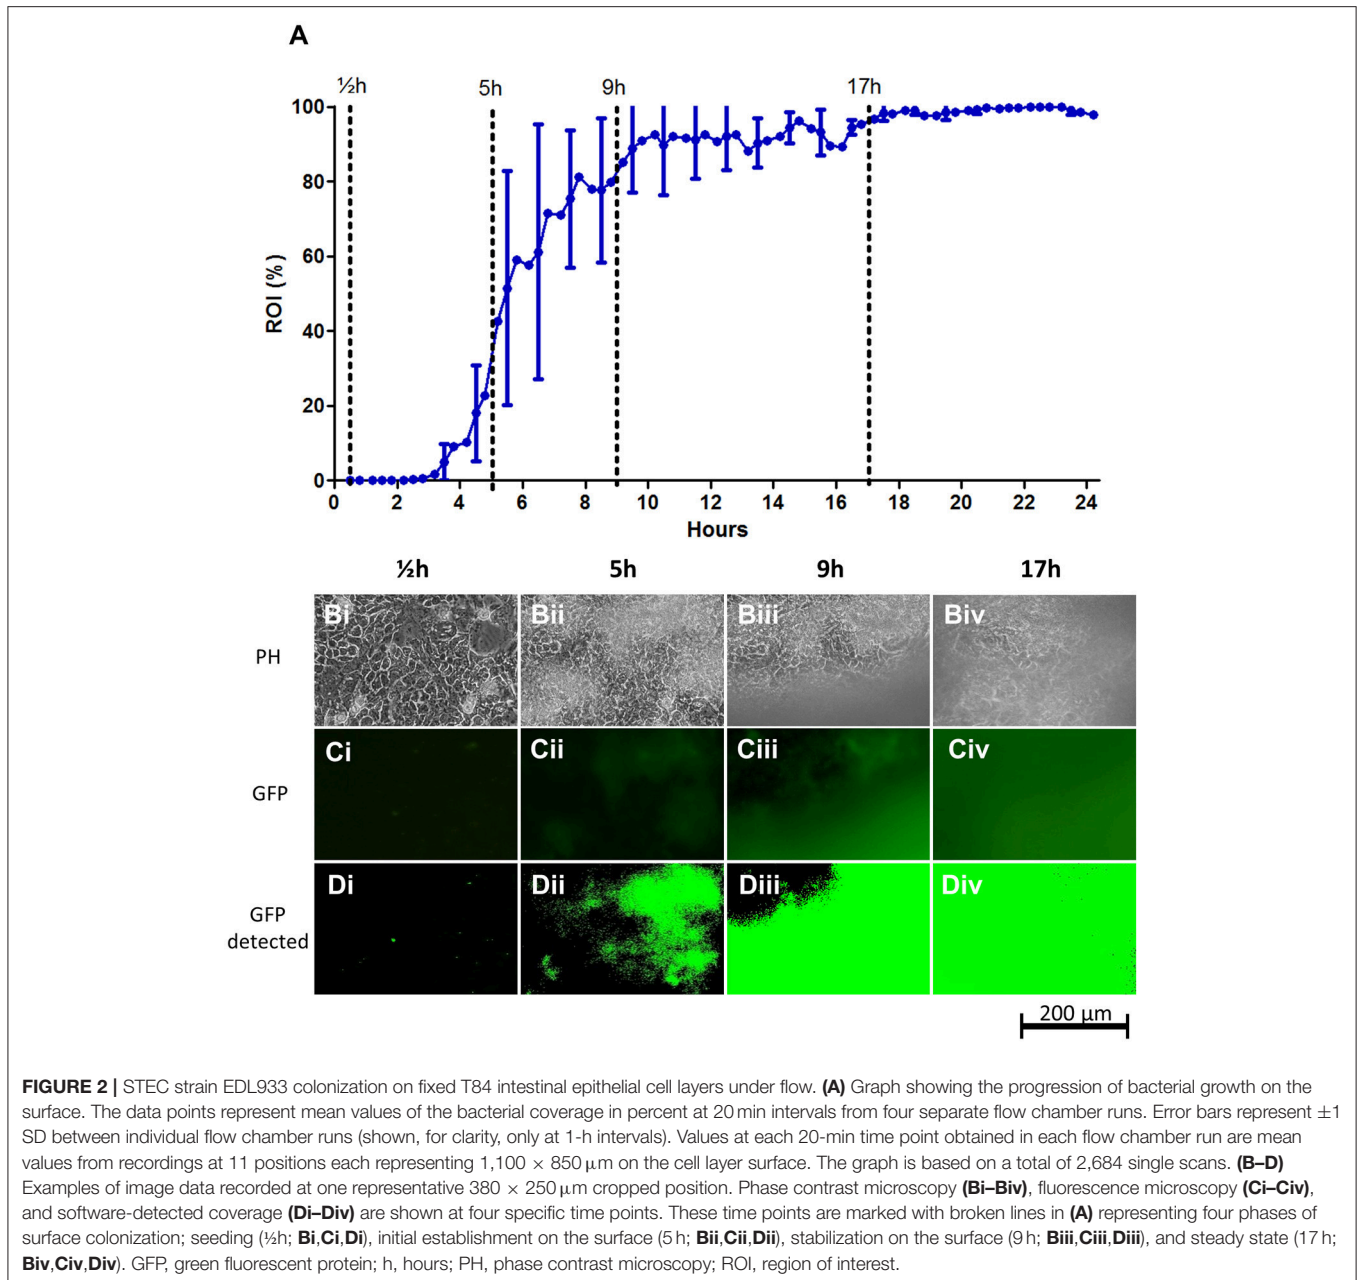 A
½h
5h
9h
17h
100
80
60
40
20
0
ROI (%)
0 2 4 6 8 10 12 14 16 18 20 22 24
Hours
½h 5h 9h 17h
PH Bi Bii Biii Biv
GFP Ci Cii Ciii Civ
GFP detected Di Dii Diii Div
200 µm
FIGURE 2 | STEC strain EDL933 colonization on fixed T84 intestinal epithelial cell layers under flow. (A) Graph showing the progression of bacterial growth on the
surface. The data points represent mean values of the bacterial coverage in percent at 20 min intervals from four separate flow chamber runs. Error bars represent ±1
SD between individual flow chamber runs (shown, for clarity, only at 1-h intervals). Values at each 20-min time point obtained in each flow chamber run are mean
values from recordings at 11 positions each representing 1,100 × 850 µm on the cell layer surface. The graph is based on a total of 2,684 single scans. (B–D)
Examples of image data recorded at one representative 380 × 250 µm cropped position. Phase contrast microscopy (Bi–Biv), fluorescence microscopy (Ci–Civ),
and software-detected coverage (Di–Div) are shown at four specific time points. These time points are marked with broken lines in (A) representing four phases of
surface colonization; seeding (½h; Bi,Ci,Di), initial establishment on the surface (5 h; Bii,Cii,Dii), stabilization on the surface (9 h; Biii,Ciii,Diii), and steady state (17 h;
Biv,Civ,Div). GFP, green fluorescent protein; h, hours; PH, phase contrast microscopy; ROI, region of interest.